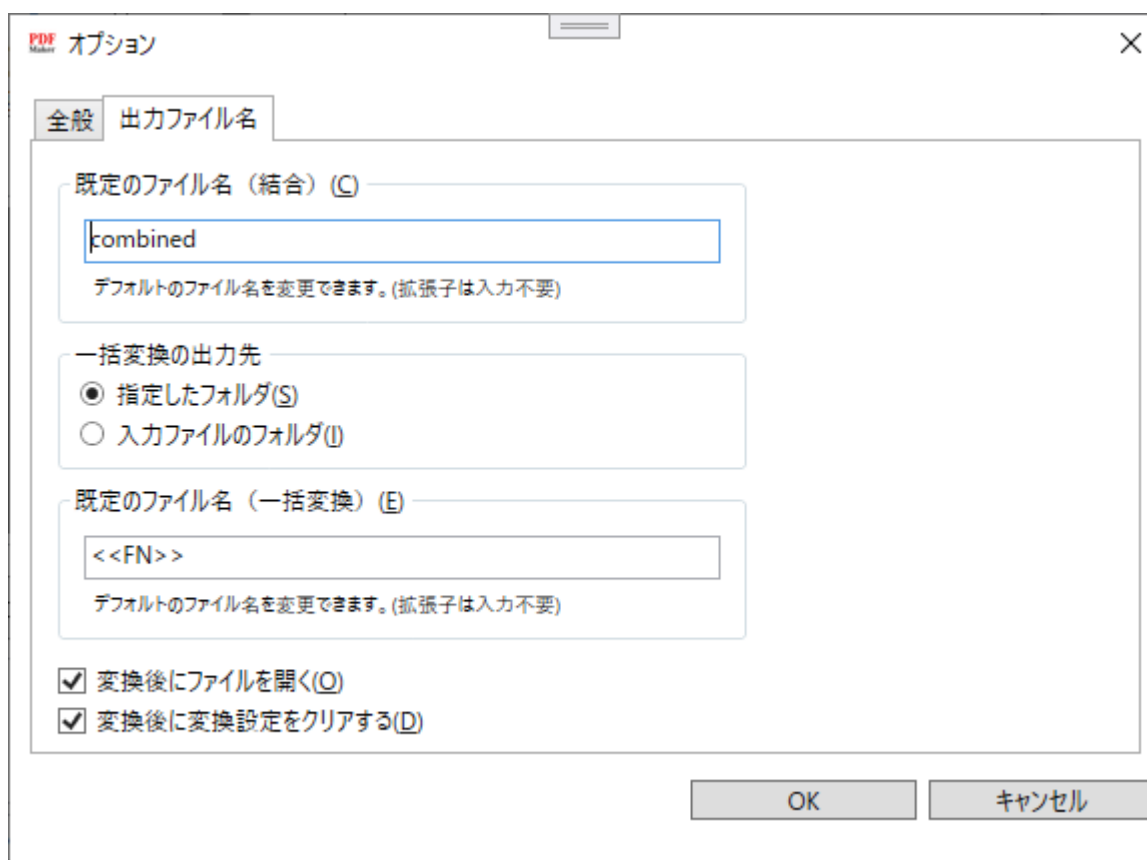 PDF
Maker
オプション
全般
出力ファイル名
既定のファイル名（結合）(C)
combined
デフォルトのファイル名を変更できます。(拡張子は入力不要)
一括変換の出力先
指定したフォルダ(S)
入力ファイルのフォルダ(I)
既定のファイル名（一括変換）(E)
<<FN>>
デフォルトのファイル名を変更できます。(拡張子は入力不要)
変換後にファイルを開く(O)
変換後に変換設定をクリアする(D)
OK
キャンセル